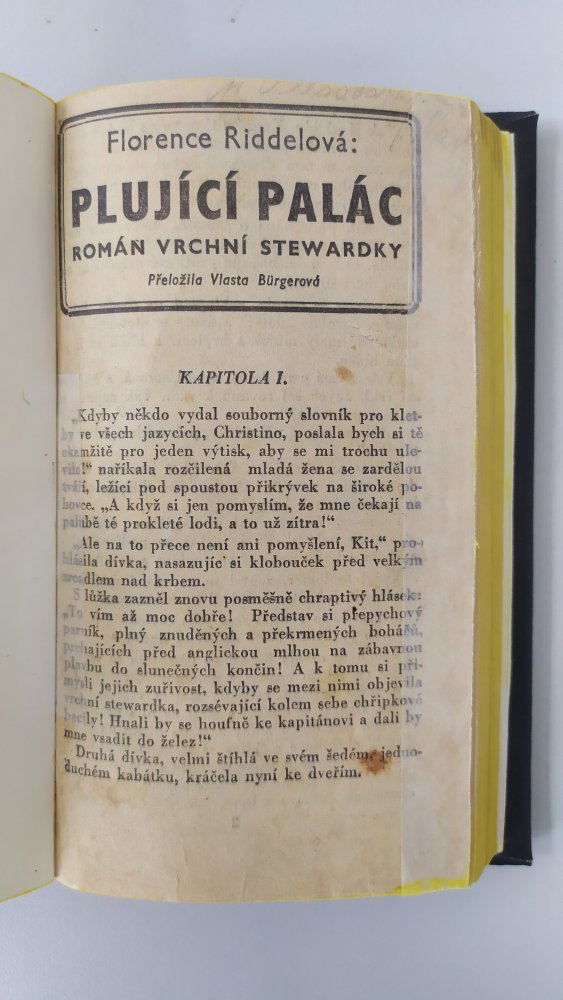 Florence Riddelová:
PLUJÍCÍ PALÁC
ROMÁN VRCHNÍ STEWARDKY
Přeložila Vlasta Bürgerová
KAPITOLA I.
„Kdyby někdo vydal souborný slovník pro klet-
by ve všech jazycích, Christino, poslala bych si tě
okamžitě pro jeden výtisk, aby se mi trochu ule-
vilo!“ naříkala rozčilená mladá žena se zardělou
tváří, ležící pod spoustou přikrývek na široké po-
hovce. „A když si jen pomyslím, že mne čekají na
palubě té prokleté lodi, a to už zítra!“
„Ale na to přece není ani pomyšlení, Kit,“ pro-
hlásila dívka, nasazujíc si klobouček před velkým
zrcadlem nad krbem.
S lůžka zazněl znovu posměšně chraptivý hlásek:
„To vím až moc dobře! Představ si přepychový
parník, plný znuděných a překrmených boháčů,
prchajících před anglickou mlhou na zábavnou
plavbu do slunečných končin! A k tomu si při-
mysli jejich zuřivost, kdyby se mezi nimi objevila
vrchní stewardka, rozsévající kolem sebe chřipkové
bacily! Hnali by se houfně ke kapitánovi a dali by
mne vsadit do želez!“
Druhá dívka, velmi štíhlá ve svém šedém, jedno-
duchém kabátku, kráčela nyní ke dveřím.